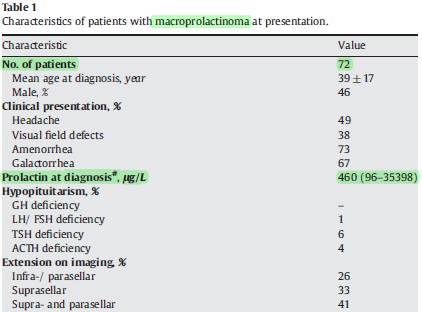 Table 1
Characteristics of patients with macroprolactinoma at presentation.
Characteristic Value
No. of patients 72
Mean age at diagnosis, year 39 ± 17
Male, % 46
Clinical presentation, %
Headache 49
Visual field defects 38
Amenorrhea 73
Galactorrhea 67
Prolactin at diagnosis#, µg/L 460 (96–35398)
Hypopituitarism, %
GH deficiency –
LH/ FSH deficiency 1
TSH deficiency 6
ACTH deficiency 4
Extension on imaging, %
Infra-/ parasellar 26
Suprasellar 33
Supra- and parasellar 41